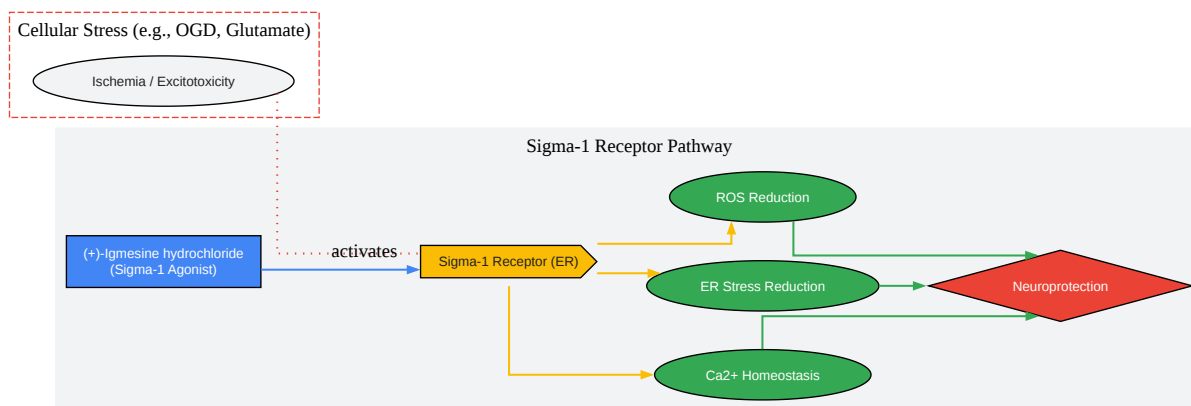 Cellular Stress (e.g., OGD, Glutamate)
Ischemia / Excitotoxicity
Sigma-1 Receptor Pathway
ROS Reduction
(+)-Igmesine hydrochloride
(Sigma-1 Agonist)
activates
Sigma-1 Receptor (ER)
ER Stress Reduction
Neuroprotection
Ca2+ Homeostasis